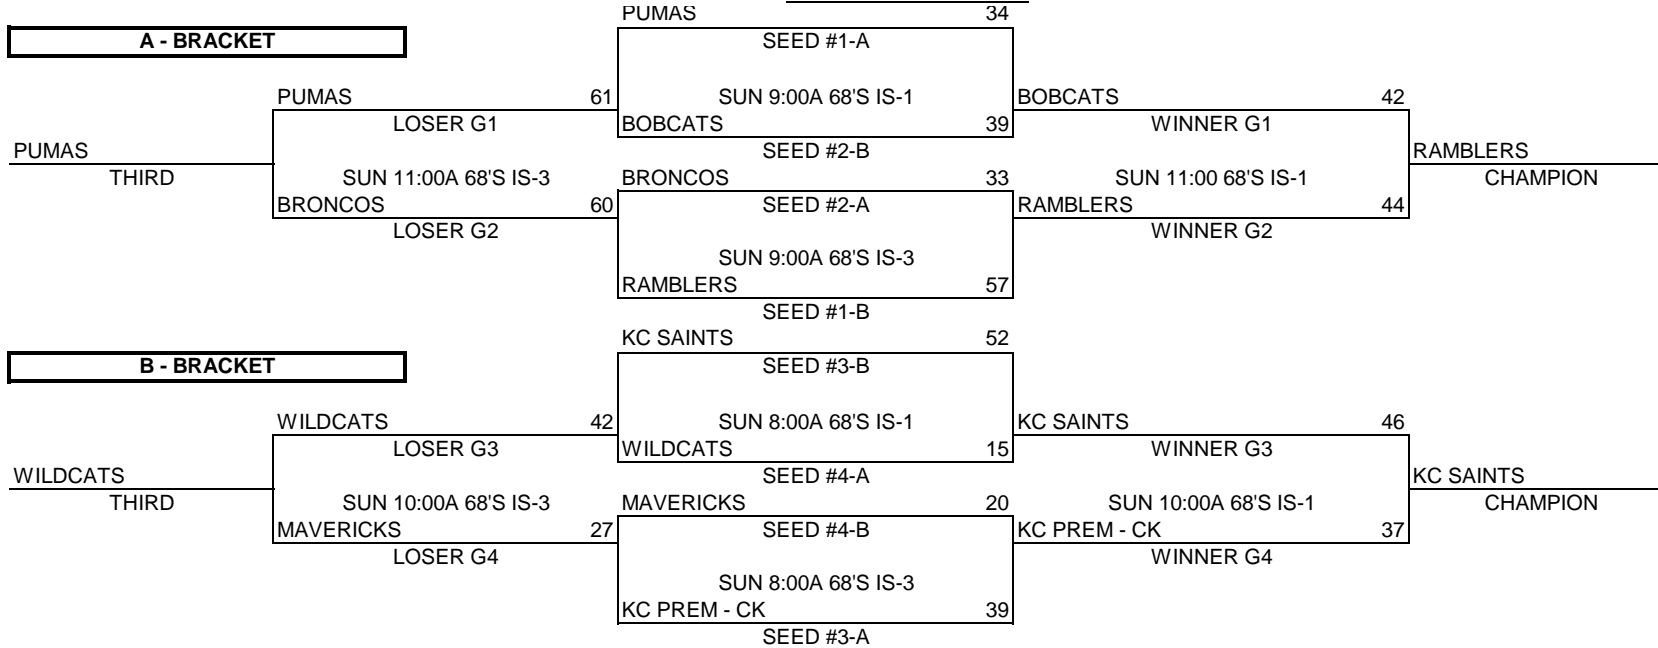 PUMAS 34
A - BRACKET SEED #1-A
PUMAS 61 SUN 9:00A 68'S IS-1 BOBCATS 42
LOSER G1 BOBCATS 39 WINNER G1
PUMAS SEED #2-B RAMBLERS
THIRD SUN 11:00A 68'S IS-3 BRONCOS 33 SUN 11:00 68'S IS-1 CHAMPION
BRONCOS 60 SEED #2-A RAMBLERS 44
LOSER G2 WINNER G2
SUN 9:00A 68'S IS-3
RAMBLERS 57
SEED #1-B
KC SAINTS 52
B - BRACKET SEED #3-B
WILDCATS 42 SUN 8:00A 68'S IS-1 KC SAINTS 46
LOSER G3 WILDCATS 15 WINNER G3
WILDCATS SEED #4-A KC SAINTS
THIRD SUN 10:00A 68'S IS-3 MAVERICKS 20 SUN 10:00A 68'S IS-1 CHAMPION
MAVERICKS 27 SEED #4-B KC PREM - CK 37
LOSER G4 WINNER G4
SUN 8:00A 68'S IS-3
KC PREM - CK 39
SEED #3-A